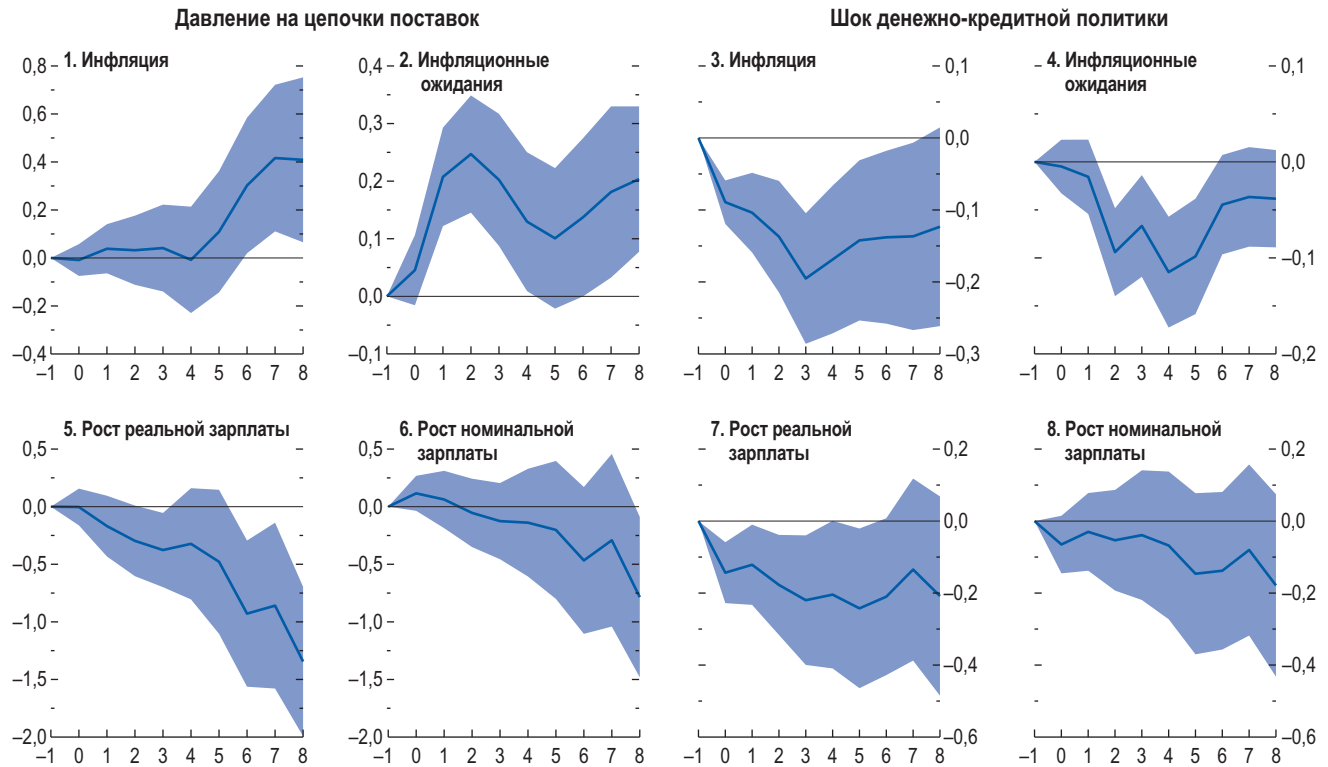 Давление на цепочки поставок
Шок денежно-кредитной политики
1. Инфляция
0,8
0,6
0,4
0,2
0,0
–0,2
–0,4
–1 0 1 2 3 4 5 6 7 8
2. Инфляционные
ожидания
0,4
0,3
0,2
0,1
0,0
–0,1
–1 0 1 2 3 4 5 6 7 8
3. Инфляция
0,1
0,0
–0,1
–0,2
–0,3
–1 0 1 2 3 4 5 6 7 8
4. Инфляционные
ожидания
0,1
0,0
–0,1
–0,2
–1 0 1 2 3 4 5 6 7 8
5. Рост реальной зарплаты
0,5
0,0
–0,5
–1,0
–1,5
–2,0
–1 0 1 2 3 4 5 6 7 8
6. Рост номинальной
зарплаты
0,5
0,0
–0,5
–1,0
–1,5
–2,0
–1 0 1 2 3 4 5 6 7 8
7. Рост реальной
зарплаты
0,2
0,0
–0,2
–0,4
–0,6
–1 0 1 2 3 4 5 6 7 8
8. Рост номинальной
зарплаты
0,2
0,0
–0,2
–0,4
–0,6
–1 0 1 2 3 4 5 6 7 8